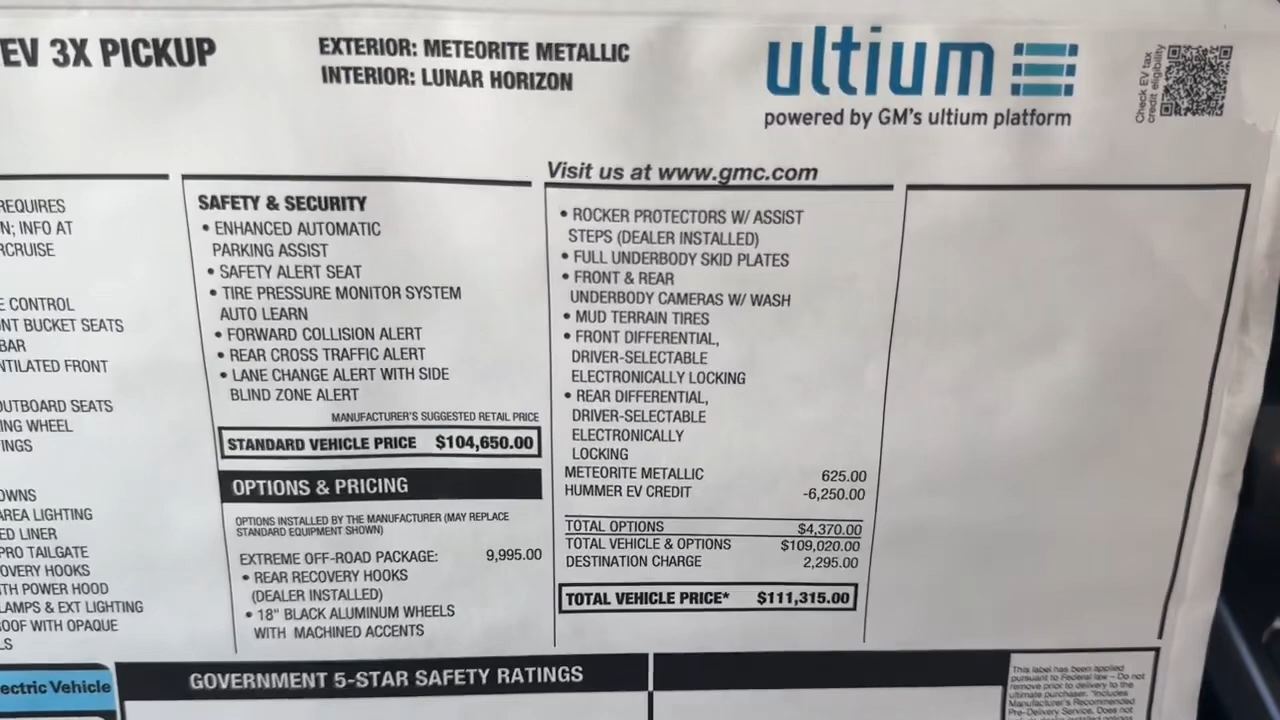 EV 3X PICKUP
EXTERIOR: METEORITE METALLIC
INTERIOR: LUNAR HORIZON
ultium
powered by GM's ultium platform
Check EV tax
credit eligibility
Visit us at www.gmc.com
REQUIRES
N; INFO AT
RCRUISE
E CONTROL
NT BUCKET SEATS
BAR
NTILATED FRONT
OUTBOARD SEATS
ING WHEEL
INGS
OWNS
AREA LIGHTING
ED LINER
PRO TAILGATE
OVERY HOOKS
TH POWER HOOD
LAMPS & EXT LIGHTING
OOF WITH OPAQUE
LS
SAFETY & SECURITY
• ENHANCED AUTOMATIC
PARKING ASSIST
• SAFETY ALERT SEAT
• TIRE PRESSURE MONITOR SYSTEM
AUTO LEARN
• FORWARD COLLISION ALERT
• REAR CROSS TRAFFIC ALERT
• LANE CHANGE ALERT WITH SIDE
BLIND ZONE ALERT
MANUFACTURER'S SUGGESTED RETAIL PRICE
STANDARD VEHICLE PRICE $104,650.00
OPTIONS & PRICING
OPTIONS INSTALLED BY THE MANUFACTURER (MAY REPLACE
STANDARD EQUIPMENT SHOWN)
EXTREME OFF-ROAD PACKAGE: 9,995.00
• REAR RECOVERY HOOKS
(DEALER INSTALLED)
• 18" BLACK ALUMINUM WHEELS
WITH MACHINED ACCENTS
• ROCKER PROTECTORS W/ ASSIST
STEPS (DEALER INSTALLED)
• FULL UNDERBODY SKID PLATES
• FRONT & REAR
UNDERBODY CAMERAS W/ WASH
• MUD TERRAIN TIRES
• FRONT DIFFERENTIAL,
DRIVER-SELECTABLE
ELECTRONICALLY LOCKING
• REAR DIFFERENTIAL,
DRIVER-SELECTABLE
ELECTRONICALLY
LOCKING
METEORITE METALLIC 625.00
HUMMER EV CREDIT -6,250.00
TOTAL OPTIONS $4,370.00
TOTAL VEHICLE & OPTIONS $109,020.00
DESTINATION CHARGE 2,295.00
TOTAL VEHICLE PRICE* $111,315.00
ectric Vehicle
GOVERNMENT 5-STAR SAFETY RATINGS
This label has been applied
pursuant to Federal law – Do not
remove prior to delivery to the
ultimate purchaser. *Includes
Manufacturer's Recommended
Pre-Delivery Service. Does not